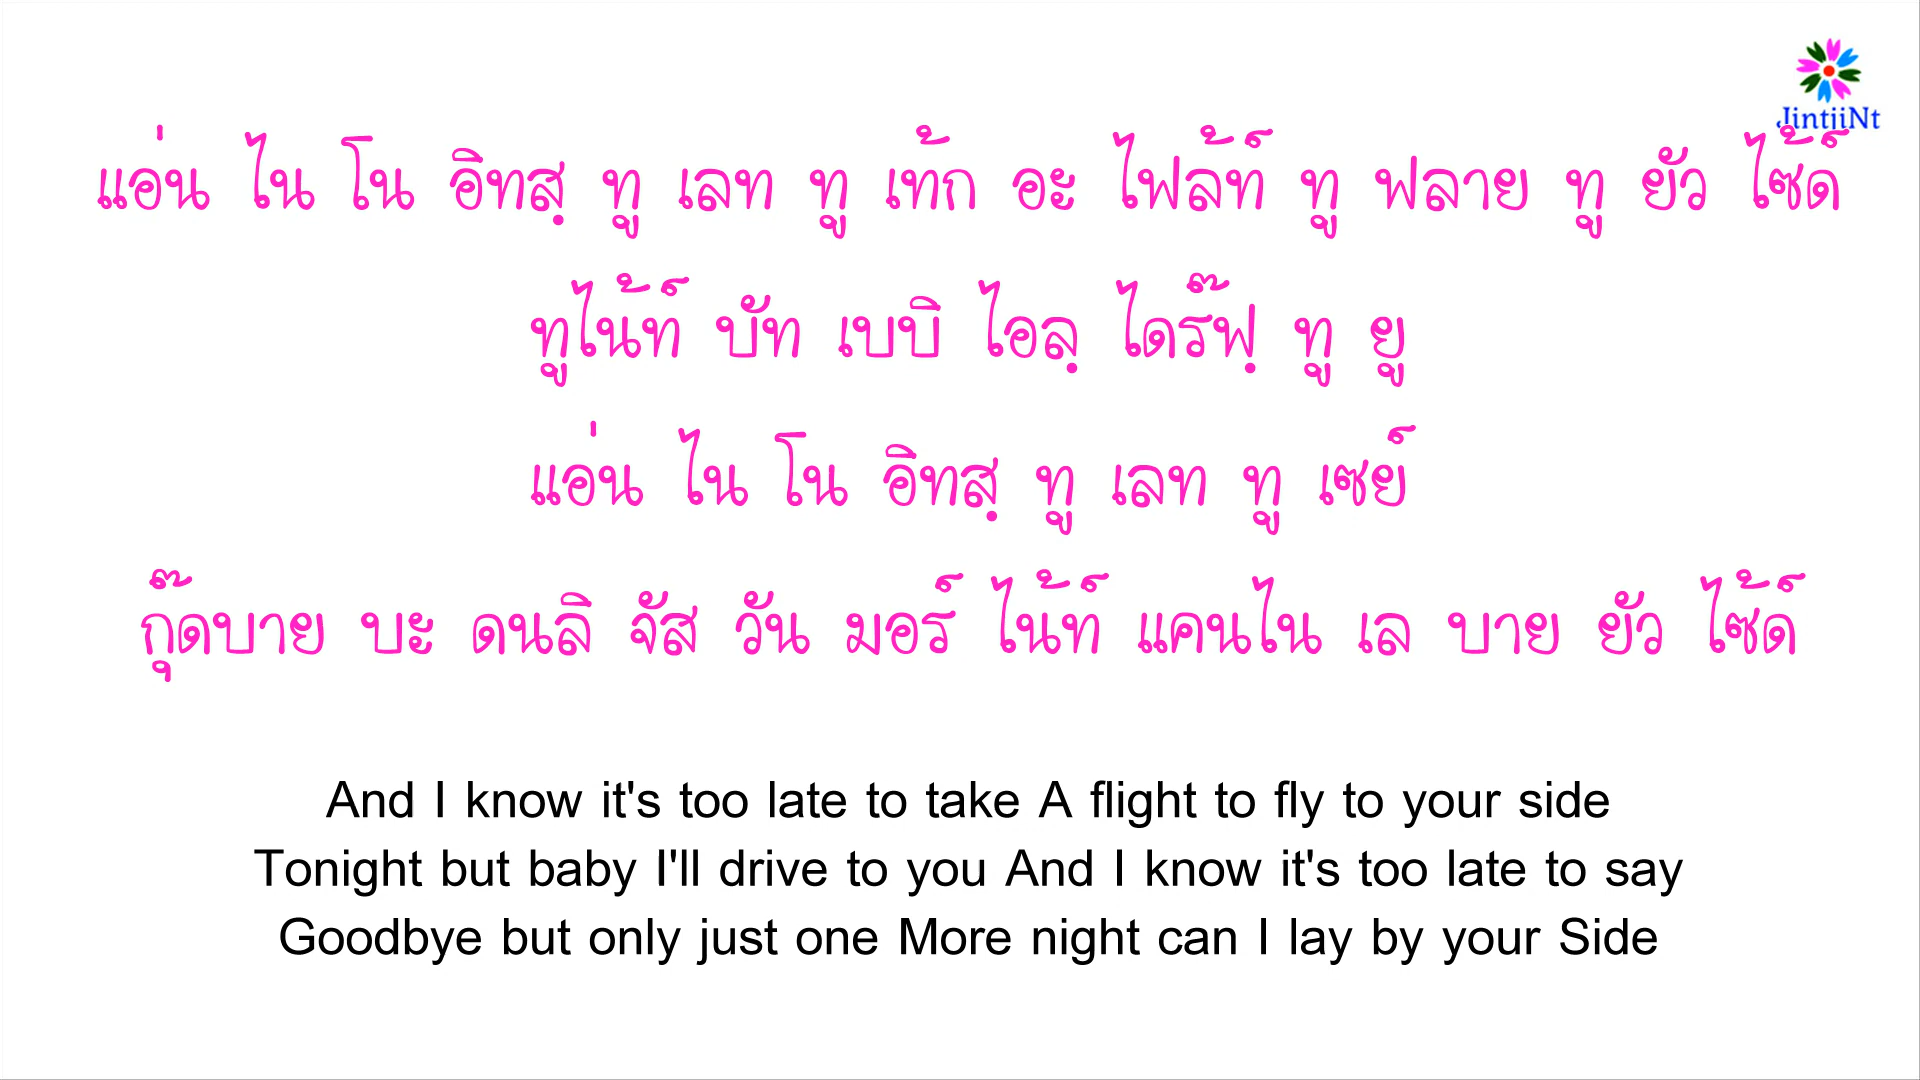 JintjiNt
แอ่น ไน โน อิทสฺ ทู เลท ทู เท้ก อะ ไฟล้ท์ ทู ฟลาย ทู ยัว ไซ้ด์
ทูไน้ท์ บัท เบบิ ไอลฺ ไดร๊ฟฺ ทู ยู
แอ่น ไน โน อิทสฺ ทู เลท ทู เซย์
กุ๊ดบาย บะ ดนลิ จัส วัน มอร์ ไน้ท์ แคนไน เล บาย ยัว ไซ้ด์
And I know it's too late to take A flight to fly to your side
Tonight but baby I'll drive to you And I know it's too late to say
Goodbye but only just one More night can I lay by your Side